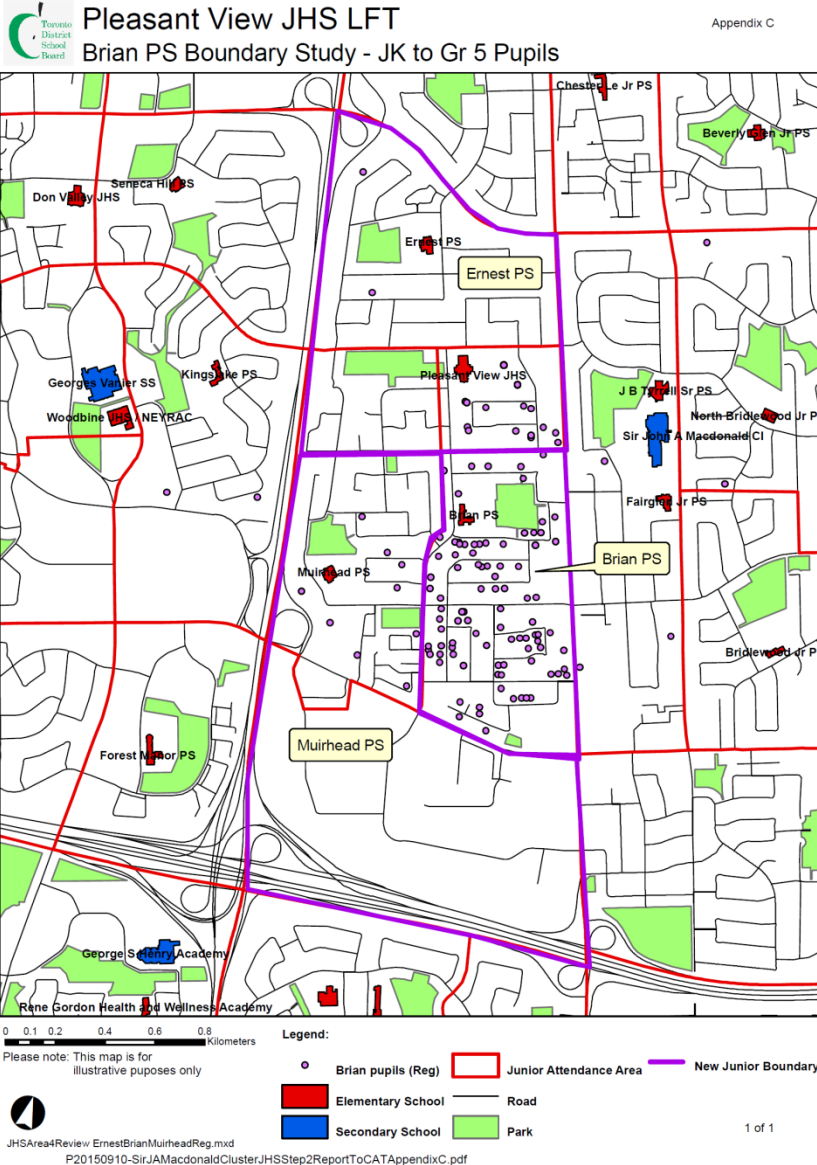 Toronto
District
School
Board
Pleasant View JHS LFT
Brian PS Boundary Study - JK to Gr 5 Pupils
Appendix C
Chester Le Jr PS
Beverly Glen Jr PS
Seneca Hill PS
Don Valley JHS
Ernest PS
Ernest PS
Georges Vanier SS
Kingslake PS
Pleasant View JHS
J B Tyrrell Sr PS
Woodbine JHS / NEYRAC
North Bridlewood Jr P
Sir John A Macdonald CI
Brian PS
Fairglen Jr PS
Muirhead PS
Brian PS
Bridlewood Jr P
Muirhead PS
Forest Manor PS
George S Henry Academy
Rene Gordon Health and Wellness Academy
0 0.1 0.2 0.4 0.6 0.8
Kilometers
Please note: This map is for
illustrative puposes only
Legend:
Brian pupils (Reg)
Junior Attendance Area
New Junior Boundary
Elementary School
Road
Secondary School
Park
1 of 1
JHSArea4Review ErnestBrianMuirheadReg.mxd
P20150910-SirJAMacdonaldClusterJHSStep2ReportToCATAppendixC.pdf